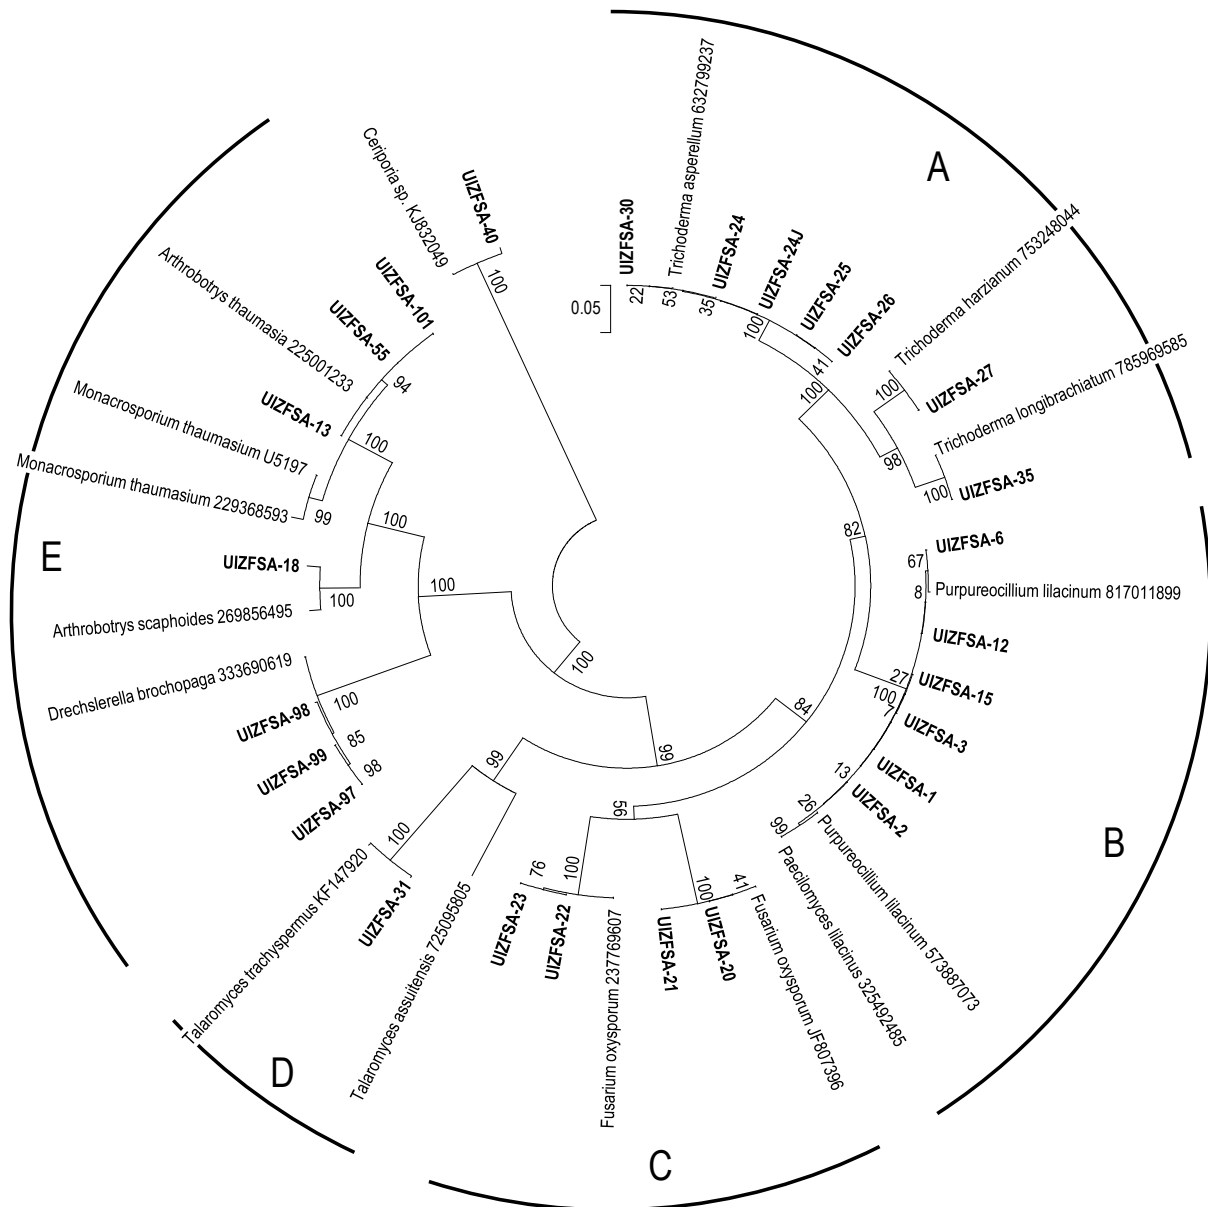 A
UIZFSA-30
Trichoderma asperellum 632799237
UIZFSA-24
UIZFSA-24J
UIZFSA-25
UIZFSA-26
Trichoderma harzianum 753248044
UIZFSA-27
Trichoderma longibrachiatum 785969585
UIZFSA-35
B
UIZFSA-6
Purpureocillium lilacinum 817011899
UIZFSA-12
UIZFSA-15
UIZFSA-3
UIZFSA-1
UIZFSA-2
Purpureocillium lilacinum 573887073
Paecilomyces lilacinus 325492485
C
Fusarium oxysporum JF807396
UIZFSA-20
UIZFSA-21
Fusarium oxysporum 237769607
UIZFSA-22
UIZFSA-23
D
Talaromyces assuitensis 725095805
UIZFSA-31
Talaromyces trachyspermus KF147920
E
UIZFSA-97
UIZFSA-99
UIZFSA-98
Drechslerella brochopaga 333690619
Arthrobotrys scaphoides 269856495
UIZFSA-18
Monacrosporium thaumasium 229368593
Monacrosporium thaumasium U5197
UIZFSA-13
Arthrobotrys thaumasia 225001233
UIZFSA-55
UIZFSA-101
Ceriporia sp. KJ832049
UIZFSA-40
0.05
22
53
35
100
41
100
100
98
100
82
67
8
27
100
7
13
26
99
84
56
41
100
100
76
99
100
99
100
100
100
100
85
98
100
100
99
94
100
100